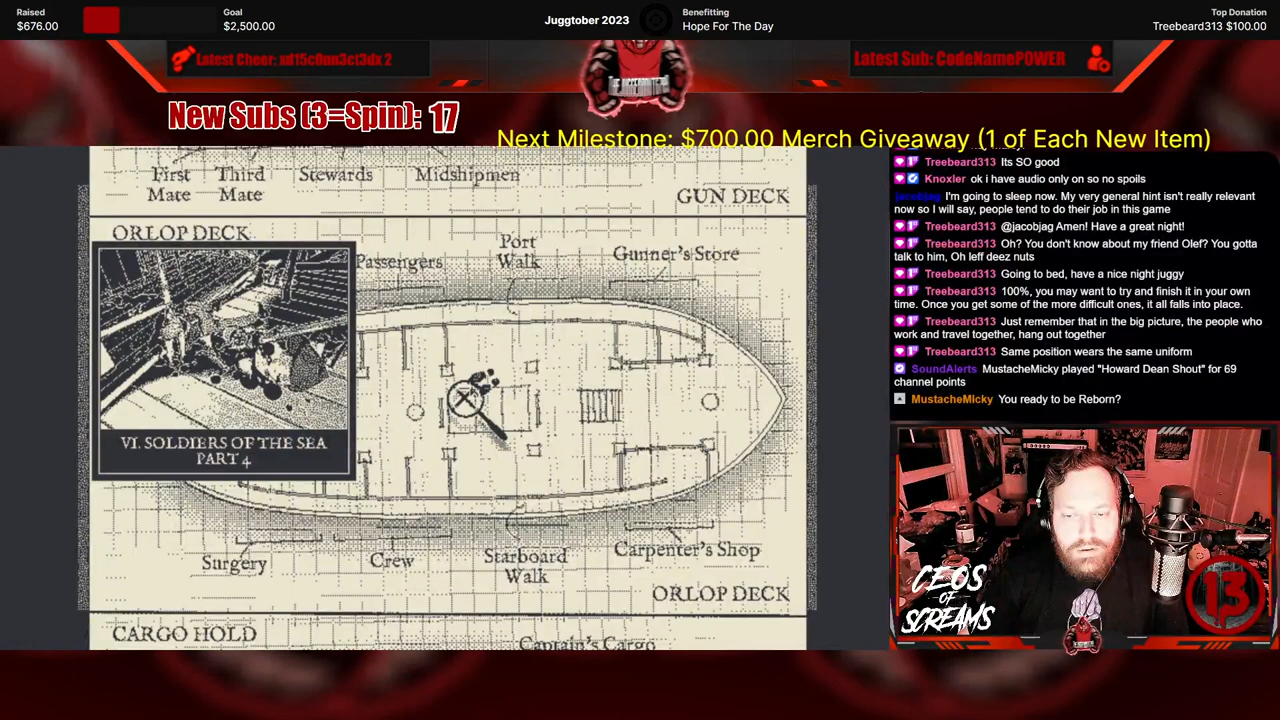 Raised
$676.00
Goal
$2,500.00
Juggtober 2023
Benefitting
Hope For The Day
Top Donation
Treebeard313 $100.00
Latest Cheer: xd15c0nn3ct3dx 2
Latest Sub: CodeNamePOWER
New Subs (3=Spin): 17
Next Milestone: $700.00 Merch Giveaway (1 of Each New Item)
First
Mate
Third
Mate
Stewards
Midshipmen
GUN DECK
ORLOP DECK
Passengers
Port
Walk
Gunner's Store
VI. SOLDIERS OF THE SEA
PART 4
Surgery
Crew
Starboard
Walk
Carpenter's Shop
ORLOP DECK
CARGO HOLD
Captain's Cargo
Treebeard313 Its SO good
Knoxler ok i have audio only on so no spoils
jacobjag I'm going to sleep now. My very general hint isn't really relevant
now so I will say, people tend to do their job in this game
Treebeard313 @jacobjag Amen! Have a great night!
Treebeard313 Oh? You don't know about my friend Olef? You gotta
talk to him, Oh leff deez nuts
Treebeard313 Going to bed, have a nice night juggy
Treebeard313 100%, you may want to try and finish it in your own
time. Once you get some of the more difficult ones, it all falls into place.
Treebeard313 Just remember that in the big picture, the people who
work and travel together, hang out together
Treebeard313 Same position wears the same uniform
SoundAlerts MustacheMicky played "Howard Dean Shout" for 69
channel points
MustacheMicky You ready to be Reborn?
CEOS
OF
SCREAMS
13